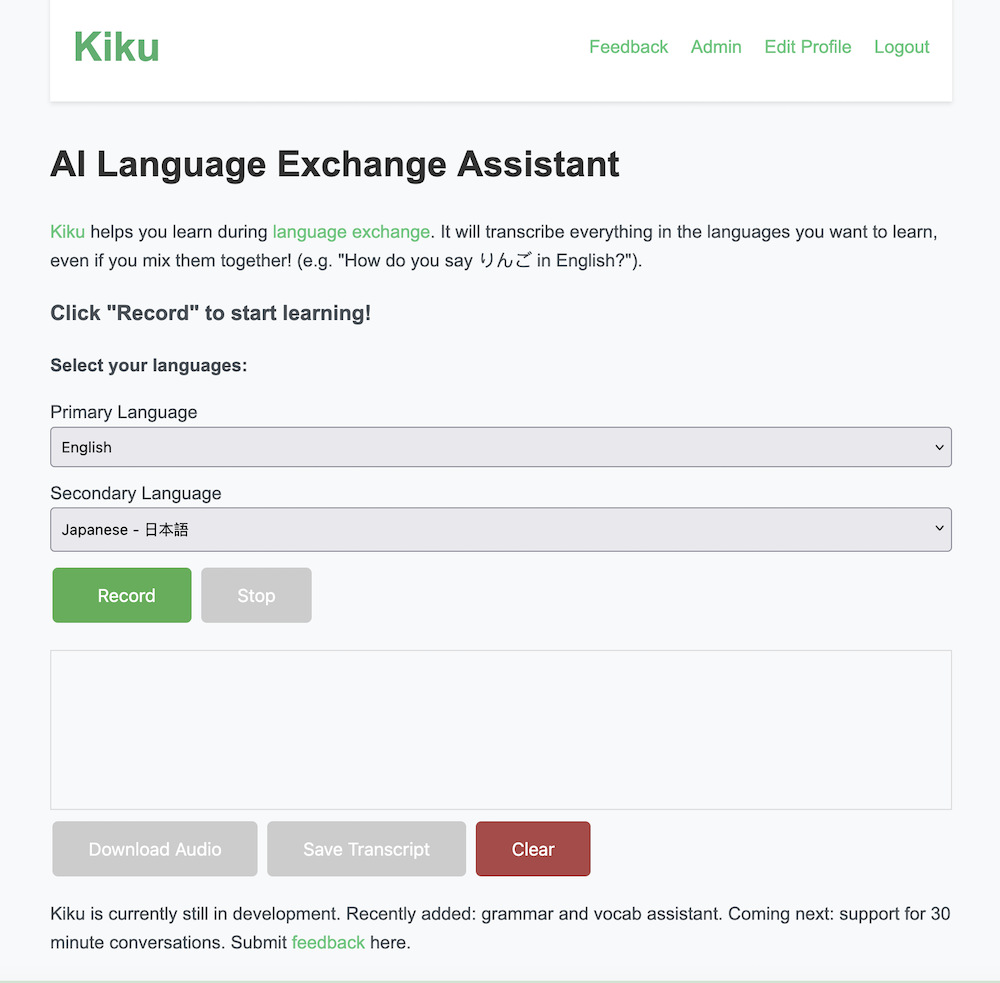 Kiku
Feedback Admin Edit Profile Logout
AI Language Exchange Assistant
Kiku helps you learn during language exchange. It will transcribe everything in the languages you want to learn,
even if you mix them together! (e.g. "How do you say りんご in English?").
Click "Record" to start learning!
Select your languages:
Primary Language
English
Secondary Language
Japanese - 日本語
Record Stop
Download Audio Save Transcript Clear
Kiku is currently still in development. Recently added: grammar and vocab assistant. Coming next: support for 30
minute conversations. Submit feedback here.